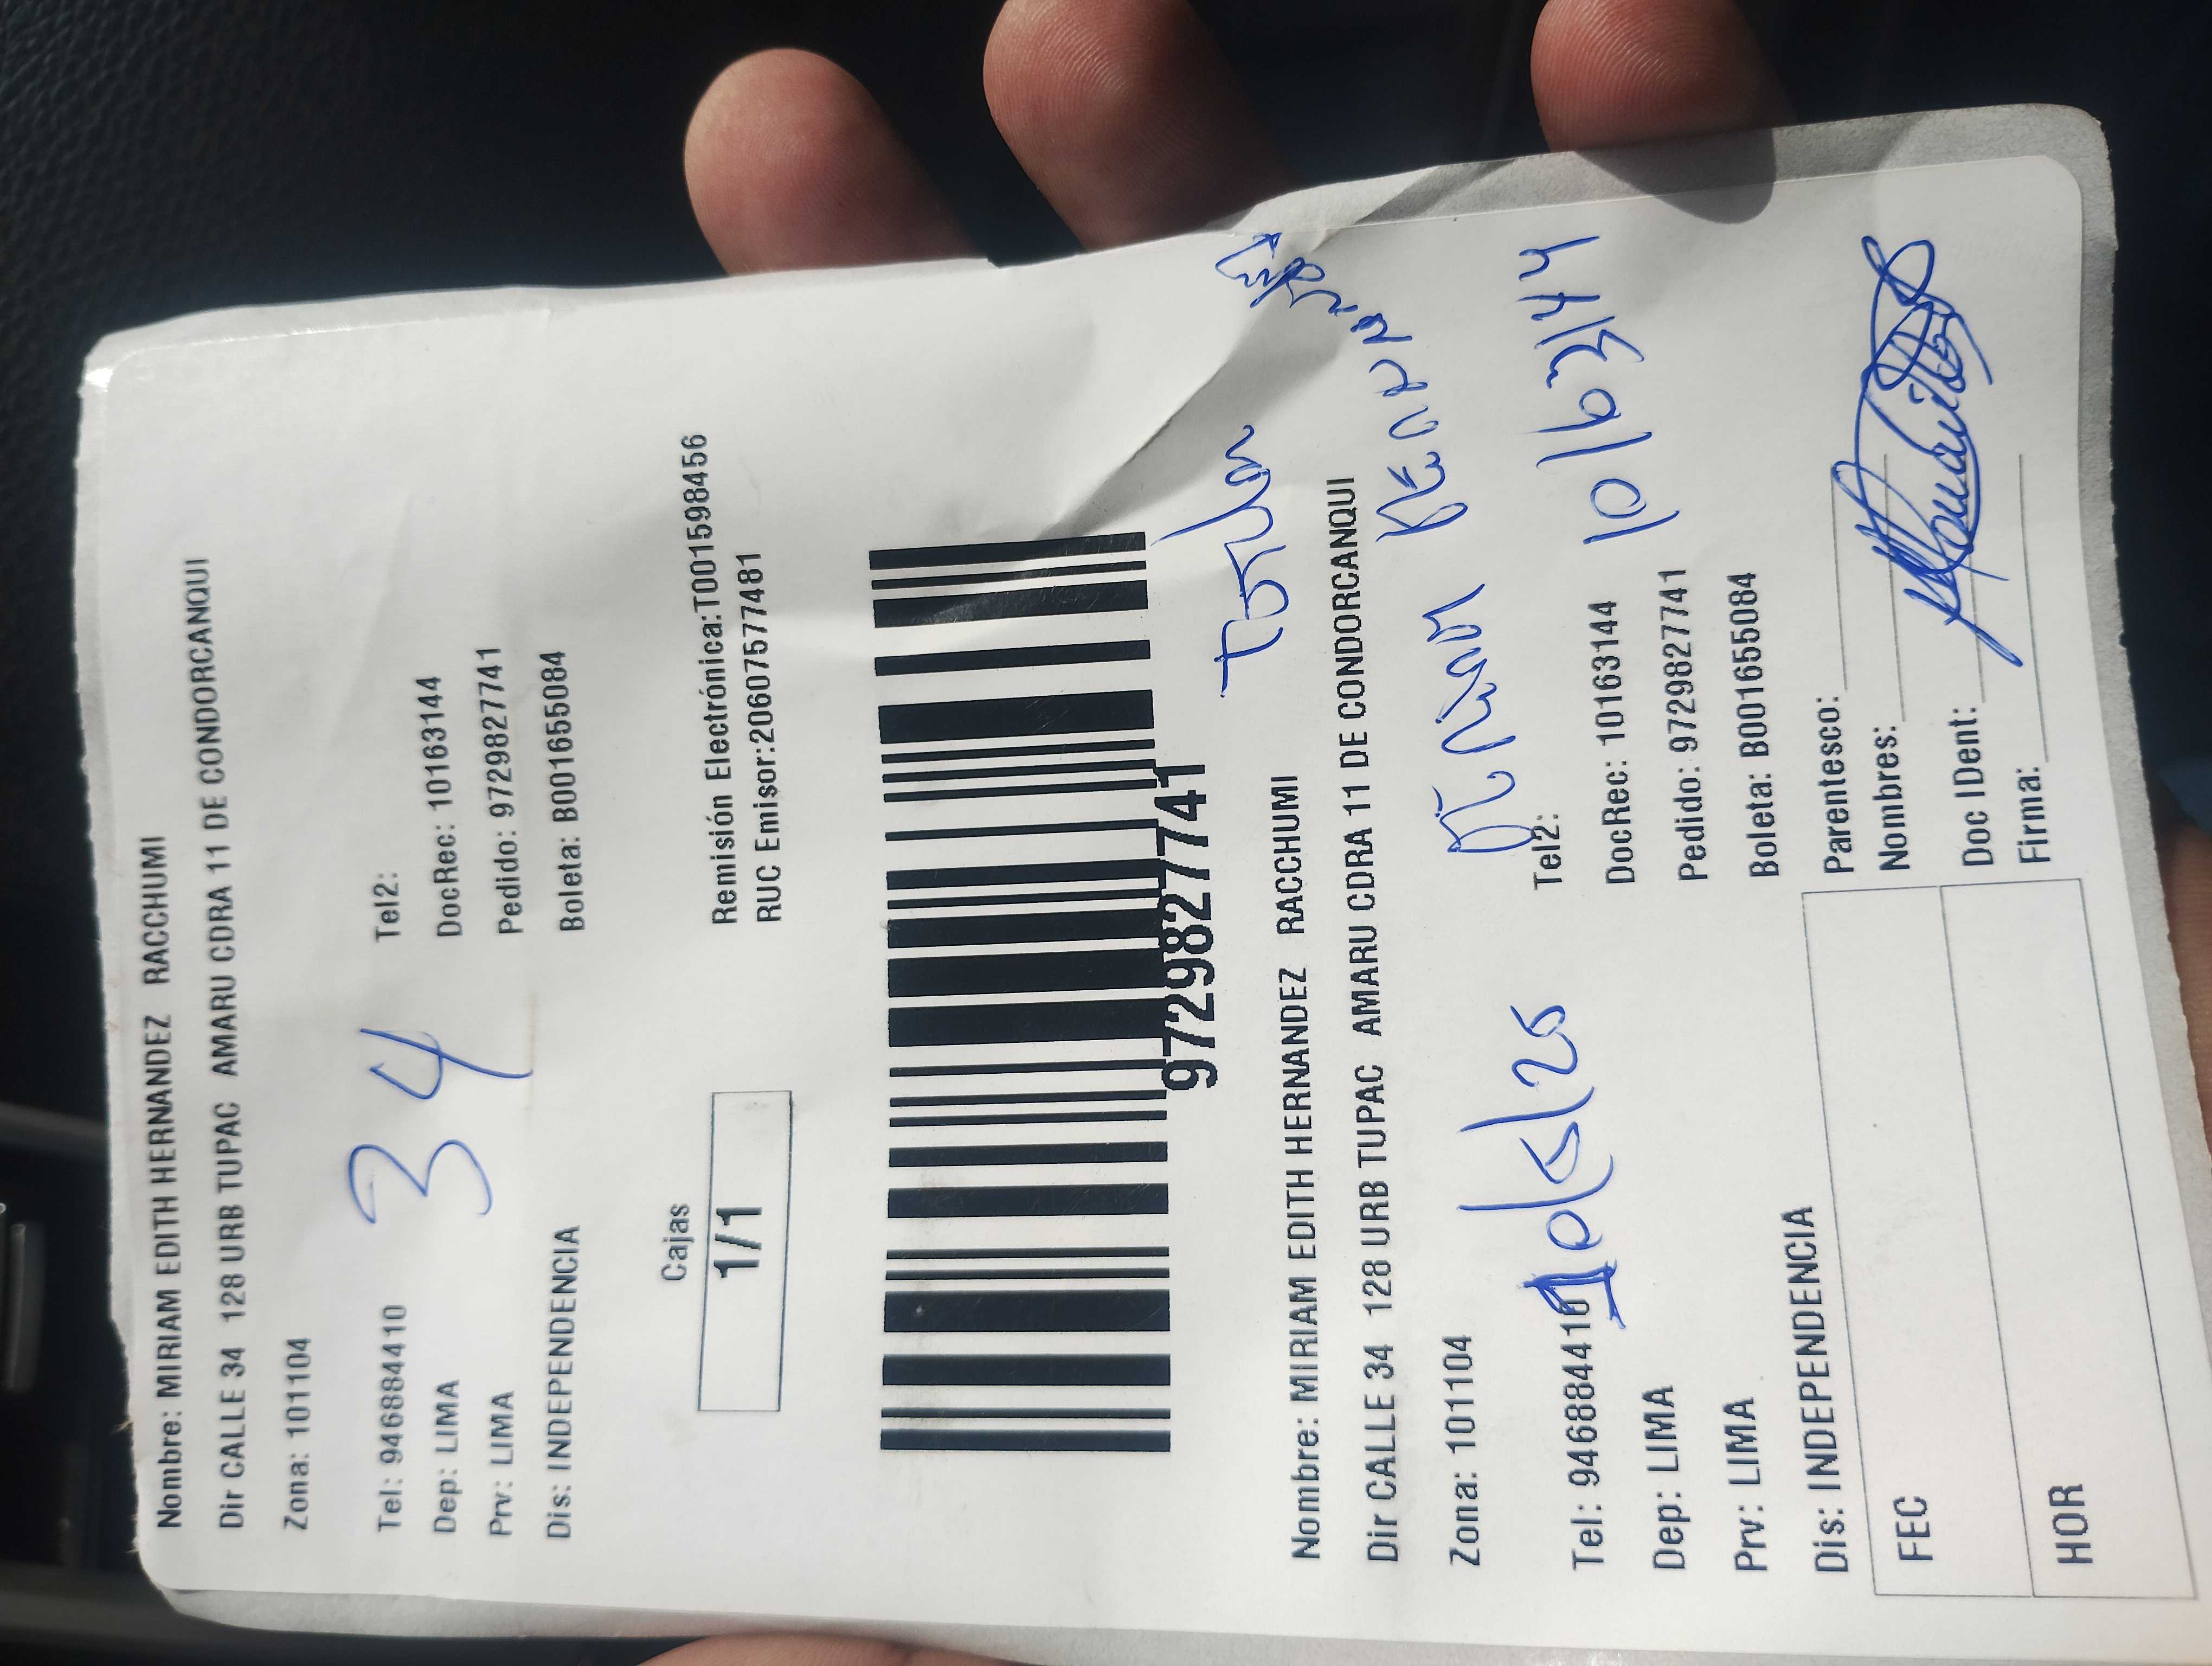 Nombre: MIRIAM EDITH HERNANDEZ RACCHUMI
Dir CALLE 34 128 URB TUPAC AMARU CDRA 11 DE CONDORCANQUI
Zona: 101104
34
Tel: 946884410 Tel2:
Dep: LIMA DocRec: 10163144
Prv: LIMA Pedido: 9729827741
Dis: INDEPENDENCIA Boleta: B001655084
Cajas
1/1
Remisión Electrónica:T001598456
RUC Emisor:20607577481
9729827741
Nombre: MIRIAM EDITH HERNANDEZ RACCHUMI
Dir CALLE 34 128 URB TUPAC AMARU CDRA 11 DE CONDORCANQUI
Zona: 101104
Tel: 946884410 Tel2:
10163144
Dep: LIMA DocRec: 10163144
Prv: LIMA Pedido: 9729827741
Dis: INDEPENDENCIA Boleta: B001655084
FEC
HOR
Parentesco:
Nombres:
Doc IDent:
Firma: